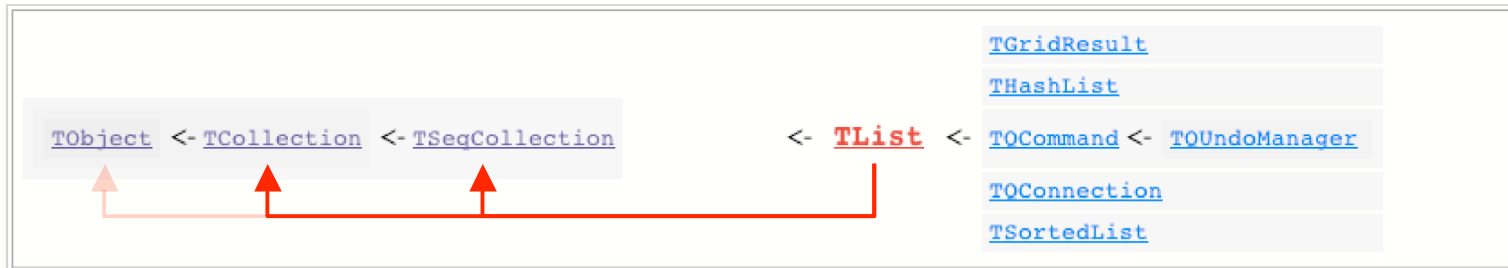 TGridResult
THashList
TObject <- TCollection <- TSeqCollection <- TList <- TQCommand <- TQUndoManager
TQConnection
TSortedList